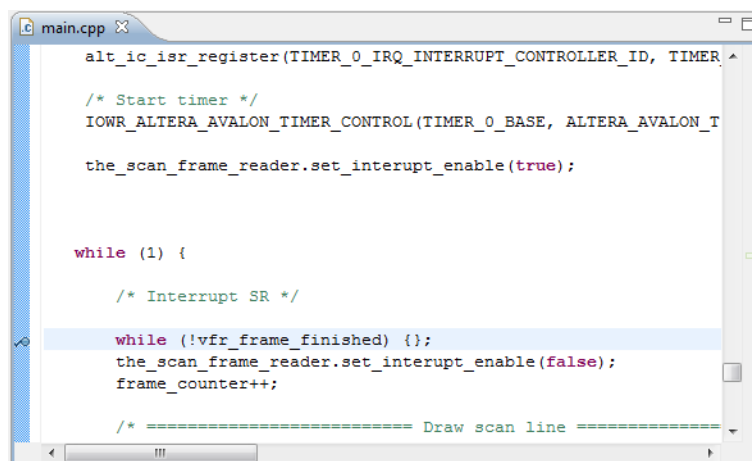 main.cpp
alt_ic_isr_register(TIMER_0_IRQ_INTERRUPT_CONTROLLER_ID, TIMER_
/* Start timer */
IOWR_ALTERA_AVALON_TIMER_CONTROL(TIMER_0_BASE, ALTERA_AVALON_T
the_scan_frame_reader.set_interupt_enable(true);
while (1) {
/* Interrupt SR */
while (!vfr_frame_finished) {};
the_scan_frame_reader.set_interupt_enable(false);
frame_counter++;
/* ========================== Draw scan line ==============